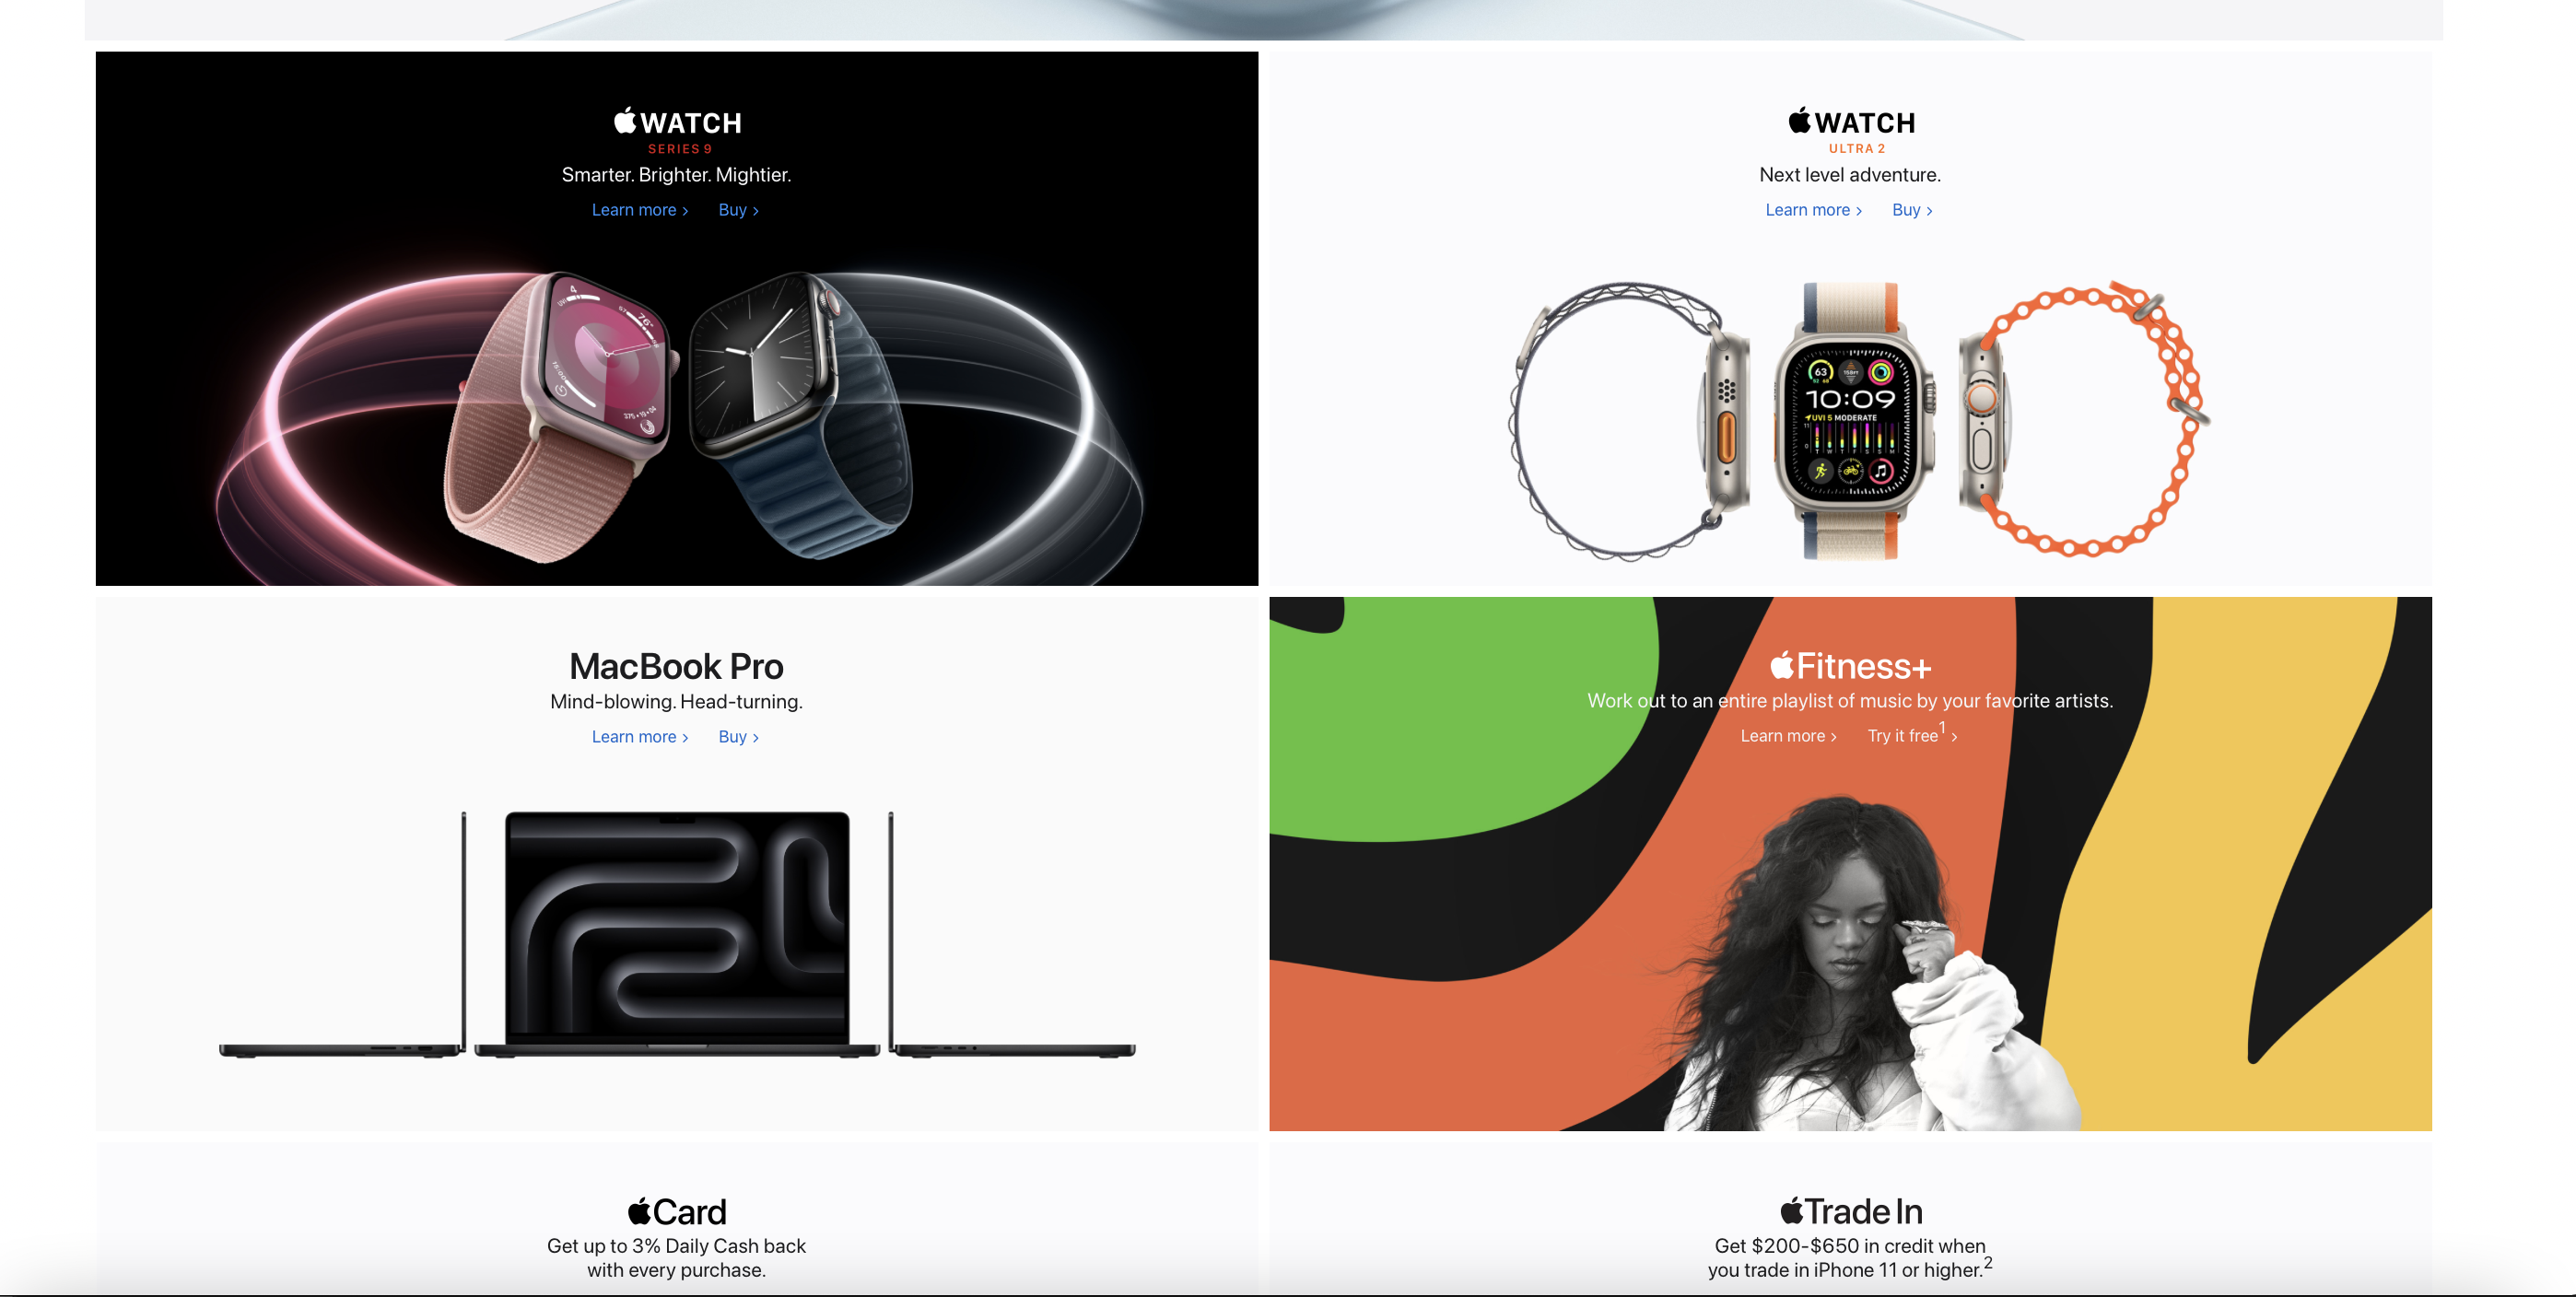 WATCH
SERIES 9
Smarter. Brighter. Mightier.
Learn more > Buy >
WATCH
ULTRA 2
Next level adventure.
Learn more > Buy >
10:09
UVI 5 MODERATE
63
MacBook Pro
Mind-blowing. Head-turning.
Learn more > Buy >
Fitness+
Work out to an entire playlist of music by your favorite artists.
Learn more > Try it free1 >
Card
Get up to 3% Daily Cash back
with every purchase.
Trade In
Get $200-$650 in credit when
you trade in iPhone 11 or higher.2